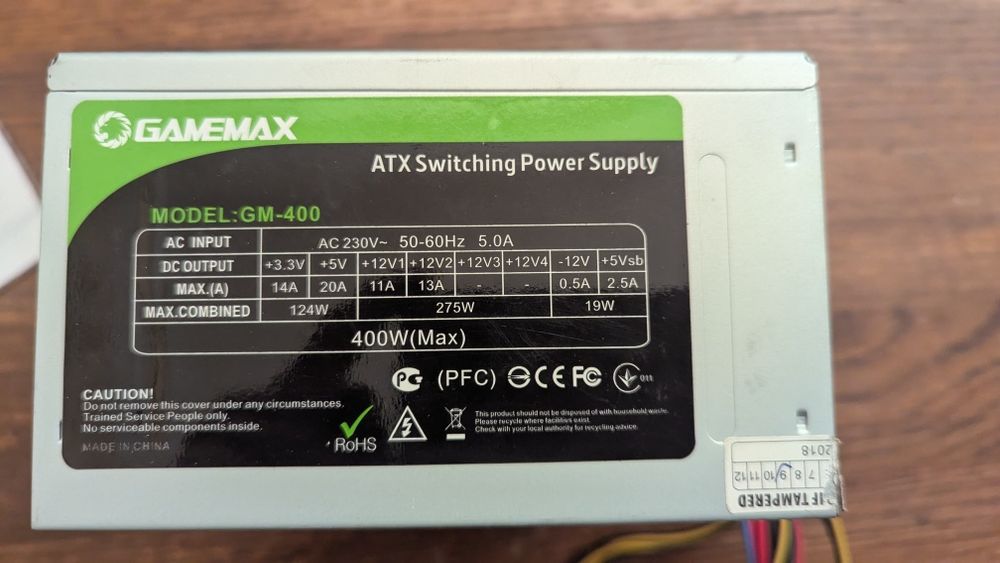 GAMEMAX
ATX Switching Power Supply
MODEL:GM-400
AC INPUT AC 230V~ 50-60Hz 5.0A
DC OUTPUT +3.3V +5V +12V1 +12V2 +12V3 +12V4 -12V +5Vsb
MAX.(A) 14A 20A 11A 13A - - 0.5A 2.5A
MAX.COMBINED 124W 275W 19W
400W(Max)
PG (PFC) CE FC 011
CAUTION!
Do not remove this cover under any circumstances.
Trained Service People only.
No serviceable components inside.
MADE IN CHINA
RoHS
This product should not be disposed of with household waste.
Please recycle where facilities exist.
Check with your local authority for recycling advice.
IF TAMPERED
7 8 9 10 11 12
2018